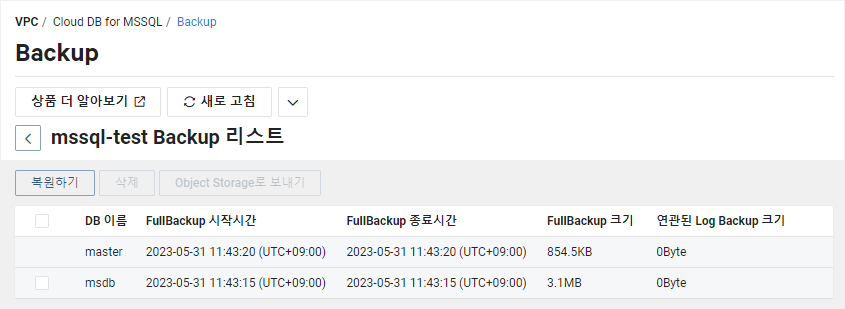 VPC / Cloud DB for MSSQL / Backup
Backup
상품 더 알아보기 새로 고침
mssql-test Backup 리스트
복원하기 삭제 Object Storage로 보내기
DB 이름 FullBackup 시작시간 FullBackup 종료시간 FullBackup 크기 연관된 Log Backup 크기
master 2023-05-31 11:43:20 (UTC+09:00) 2023-05-31 11:43:20 (UTC+09:00) 854.5KB 0Byte
msdb 2023-05-31 11:43:15 (UTC+09:00) 2023-05-31 11:43:15 (UTC+09:00) 3.1MB 0Byte